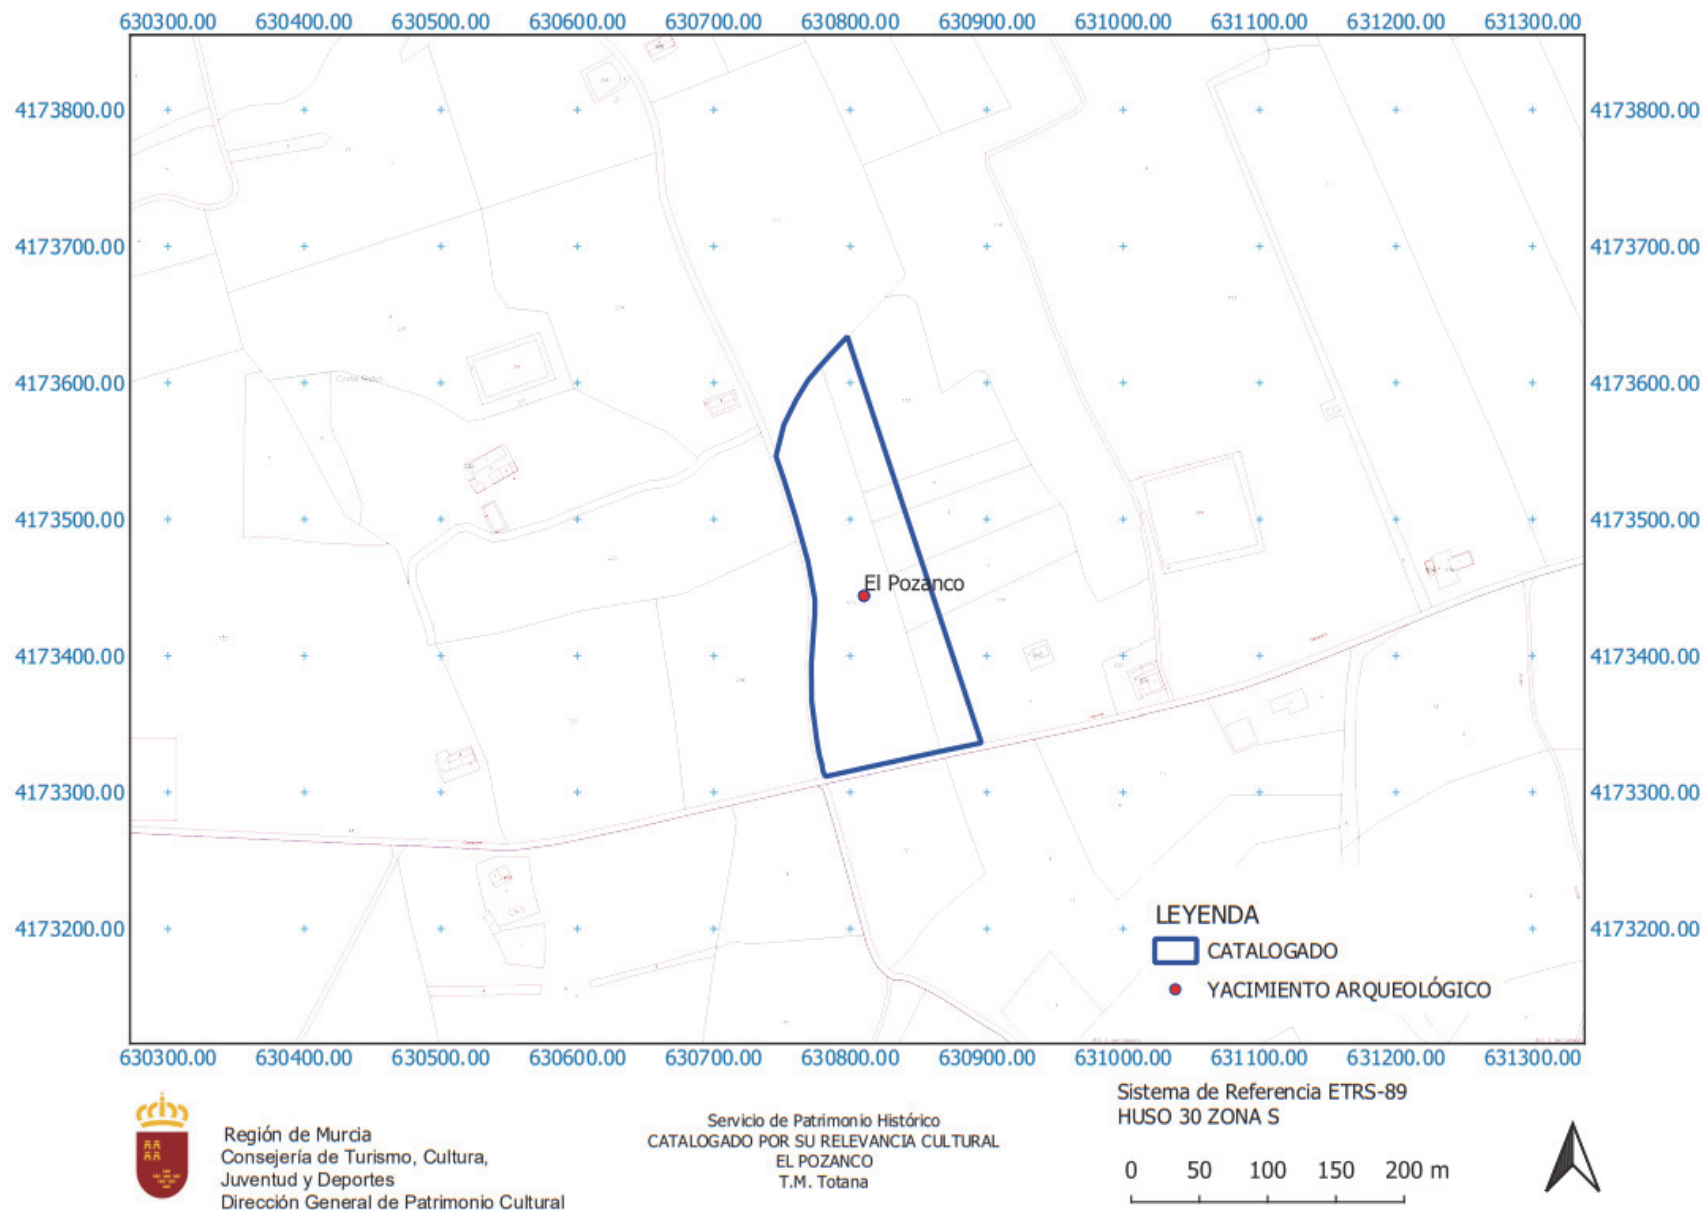 630300.00 630400.00 630500.00 630600.00 630700.00 630800.00 630900.00 631000.00 631100.00 631200.00 631300.00
4173800.00 4173800.00
4173700.00 4173700.00
4173600.00 4173600.00
4173500.00 4173500.00
El Pozanco
4173400.00 4173400.00
4173300.00 4173300.00
LEYENDA
4173200.00 4173200.00
CATALOGADO
YACIMIENTO ARQUEOLÓGICO
630300.00 630400.00 630500.00 630600.00 630700.00 630800.00 630900.00 631000.00 631100.00 631200.00 631300.00
Región de Murcia
Consejería de Turismo, Cultura,
Juventud y Deportes
Dirección General de Patrimonio Cultural
Servicio de Patrimonio Histórico
CATALOGADO POR SU RELEVANCIA CULTURAL
EL POZANCO
T.M. Totana
Sistema de Referencia ETRS-89
HUSO 30 ZONA S
0 50 100 150 200 m